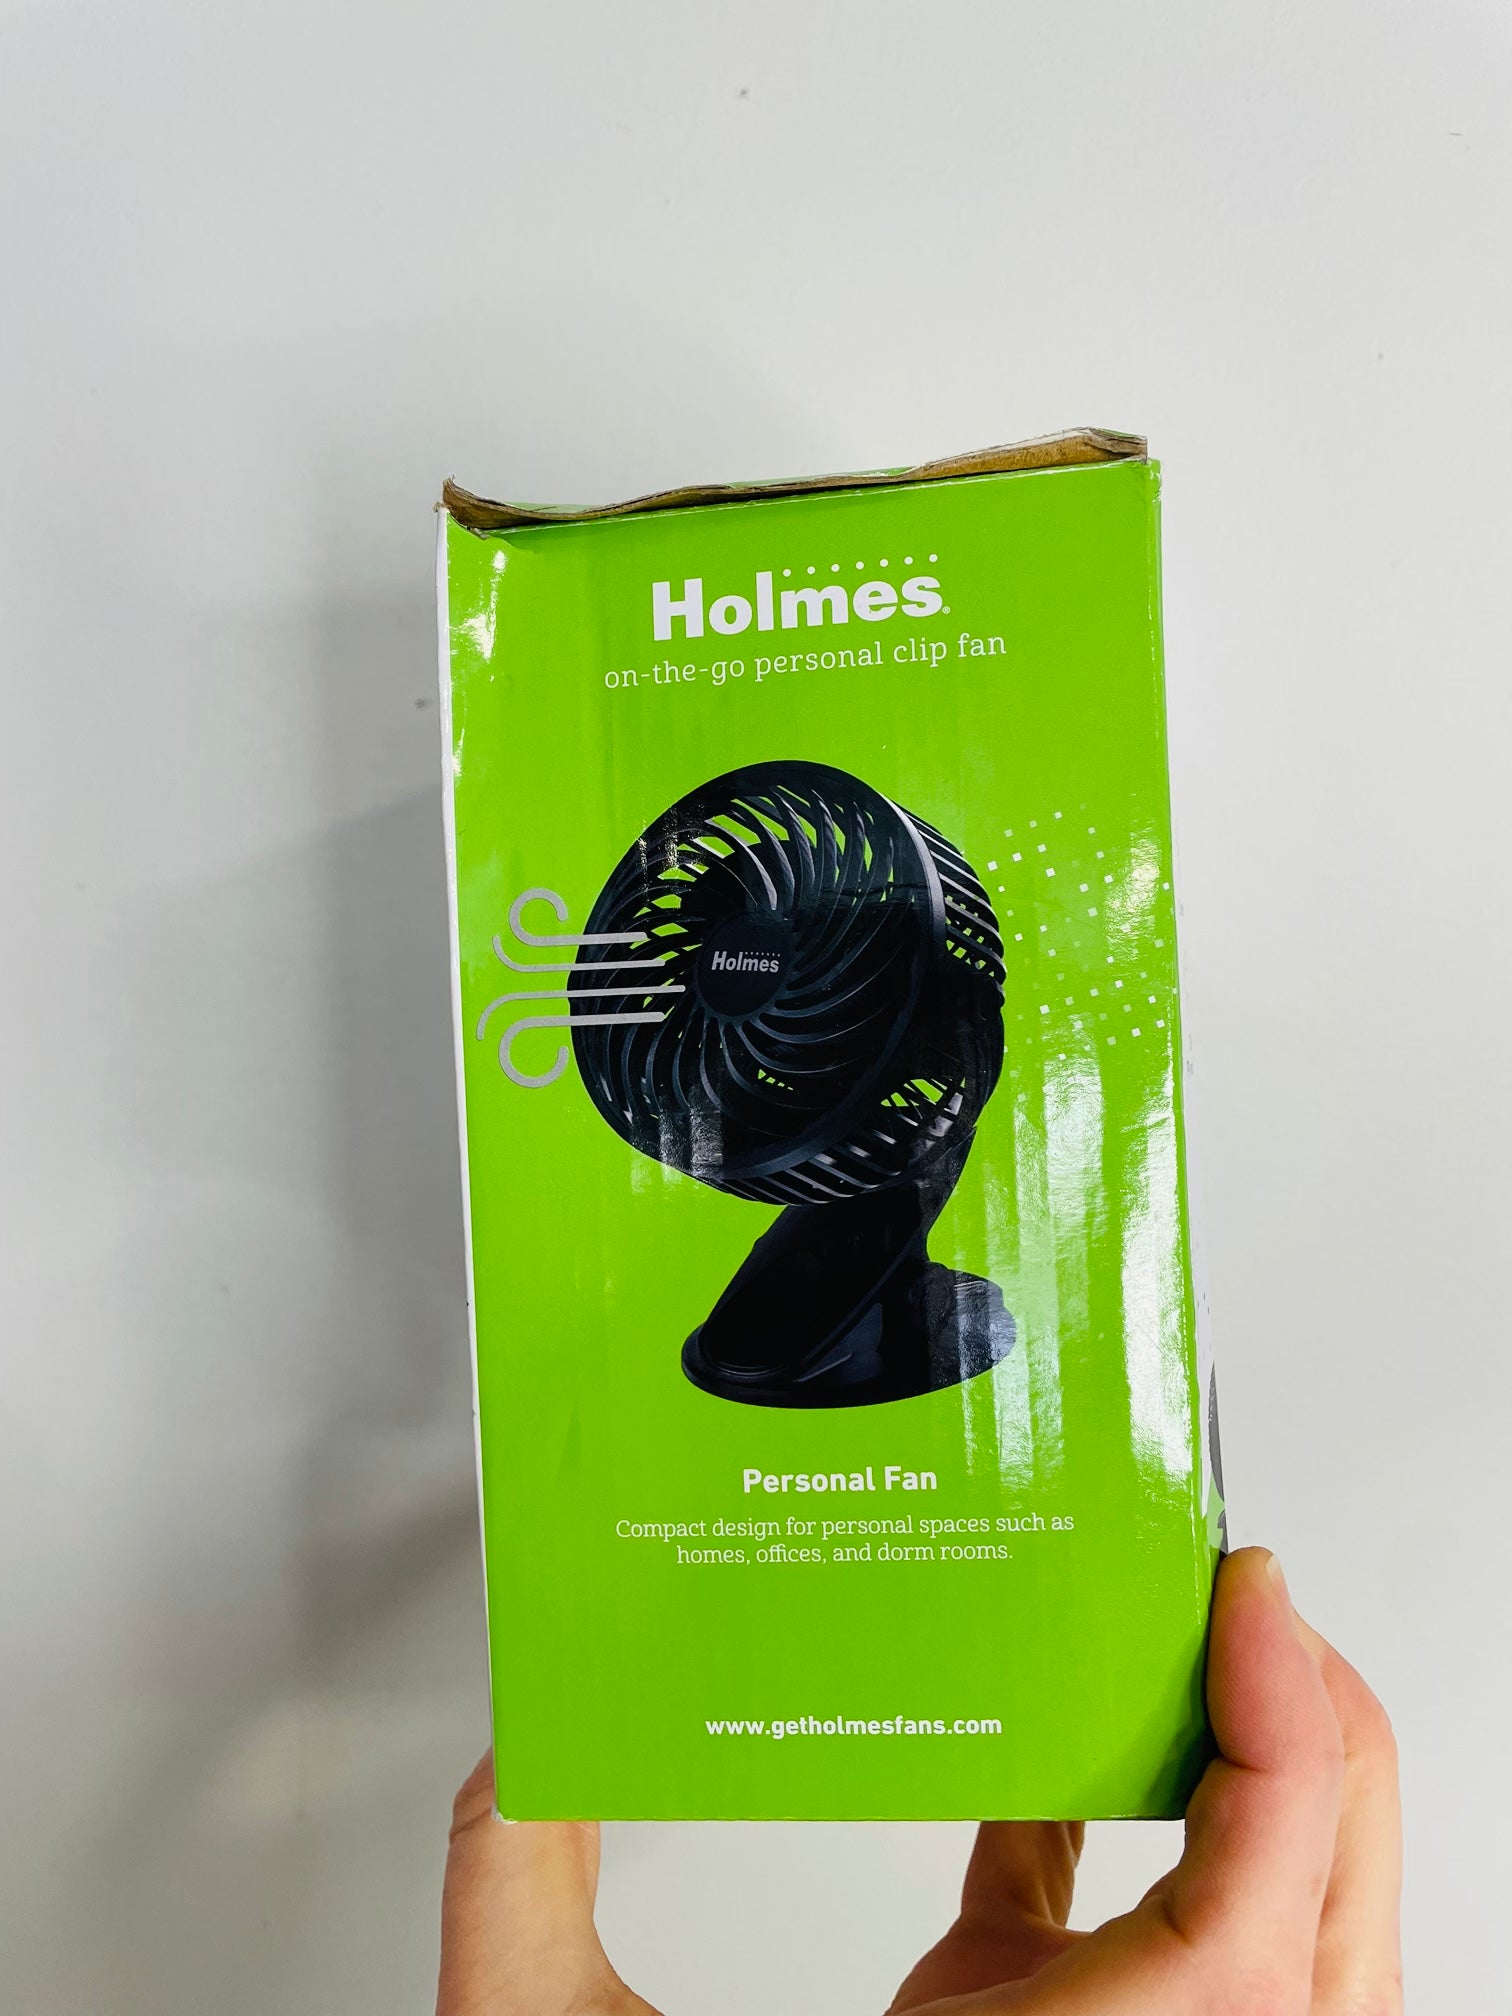 Holmes
on-the-go personal clip fan
Holmes
Personal Fan
Compact design for personal spaces such as
homes, offices, and dorm rooms.
www.getholmesfans.com